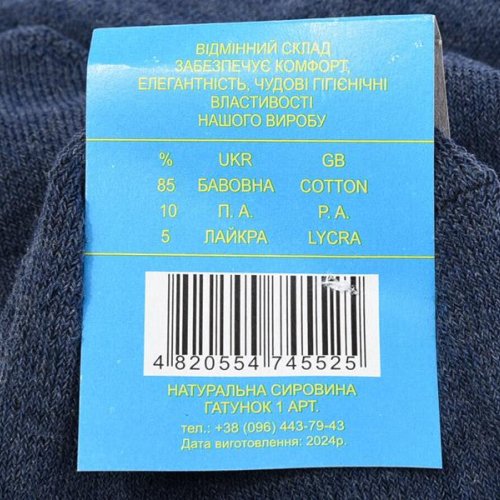 ВІДМІННИЙ СКЛАД
ЗАБЕЗПЕЧУЄ КОМФОРТ,
ЕЛЕГАНТНІСТЬ, ЧУДОВІ ГІГІЄНІЧНІ
ВЛАСТИВОСТІ
НАШОГО ВИРОБУ
% UKR GB
85 БАВОВНА COTTON
10 П. А. P. A.
5 ЛАЙКРА LYCRA
4 820554 745525
НАТУРАЛЬНА СИРОВИНА
ГАТУНОК 1 АРТ.
тел.: +38 (096) 443-79-43
Дата виготовлення: 2024р.